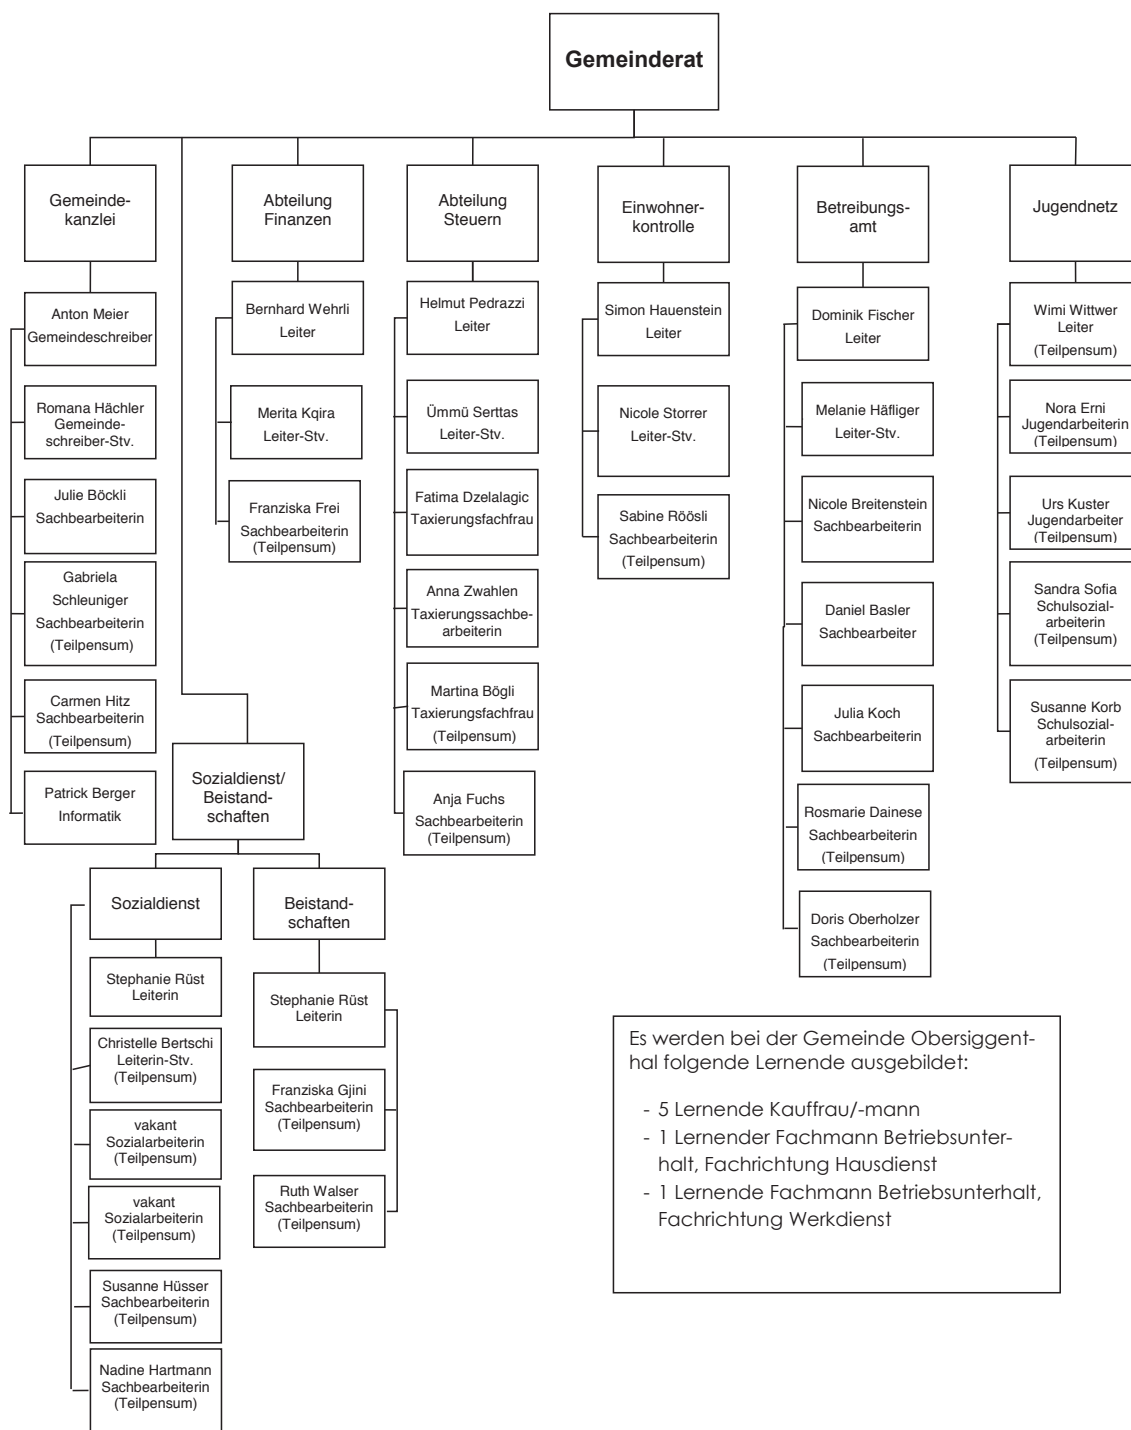 Gemeinderat
Gemeinde-
kanzlei
Anton Meier
Gemeindeschreiber
Romana Hächler
Gemeinde-
schreiber-Stv.
Julie Böckli
Sachbearbeiterin
Gabriela
Schleuniger
Sachbearbeiterin
(Teilpensum)
Carmen Hitz
Sachbearbeiterin
(Teilpensum)
Patrick Berger
Informatik
Sozialdienst/
Beistand-
schaften
Sozialdienst
Stephanie Rüst
Leiterin
Christelle Bertschi
Leiterin-Stv.
(Teilpensum)
vakant
Sozialarbeiterin
(Teilpensum)
vakant
Sozialarbeiterin
(Teilpensum)
Susanne Hüsser
Sachbearbeiterin
(Teilpensum)
Nadine Hartmann
Sachbearbeiterin
(Teilpensum)
Beistand-
schaften
Stephanie Rüst
Leiterin
Franziska Gjini
Sachbearbeiterin
(Teilpensum)
Ruth Walser
Sachbearbeiterin
(Teilpensum)
Abteilung
Finanzen
Bernhard Wehrli
Leiter
Merita Kqira
Leiter-Stv.
Franziska Frei
Sachbearbeiterin
(Teilpensum)
Abteilung
Steuern
Helmut Pedrazzi
Leiter
Ümmü Serttas
Leiter-Stv.
Fatima Dzelalagic
Taxierungsfachfrau
Anna Zwahlen
Taxierungssachbe-
arbeiterin
Martina Bögli
Taxierungsfachfrau
(Teilpensum)
Anja Fuchs
Sachbearbeiterin
(Teilpensum)
Einwohner-
kontrolle
Simon Hauenstein
Leiter
Nicole Storrer
Leiter-Stv.
Sabine Röösli
Sachbearbeiterin
(Teilpensum)
Betreibungs-
amt
Dominik Fischer
Leiter
Melanie Häfliger
Leiter-Stv.
Nicole Breitenstein
Sachbearbeiterin
Daniel Basler
Sachbearbeiter
Julia Koch
Sachbearbeiterin
Rosmarie Dainese
Sachbearbeiterin
(Teilpensum)
Doris Oberholzer
Sachbearbeiterin
(Teilpensum)
Jugendnetz
Wimi Wittwer
Leiter
(Teilpensum)
Nora Erni
Jugendarbeiterin
(Teilpensum)
Urs Kuster
Jugendarbeiter
(Teilpensum)
Sandra Sofia
Schulsozial-
arbeiterin
(Teilpensum)
Susanne Korb
Schulsozial-
arbeiterin
(Teilpensum)
Es werden bei der Gemeinde Obersiggent-
hal folgende Lernende ausgebildet:
- 5 Lernende Kauffrau/-mann
- 1 Lernender Fachmann Betriebsunter-
halt, Fachrichtung Hausdienst
- 1 Lernende Fachmann Betriebsunterhalt,
Fachrichtung Werkdienst